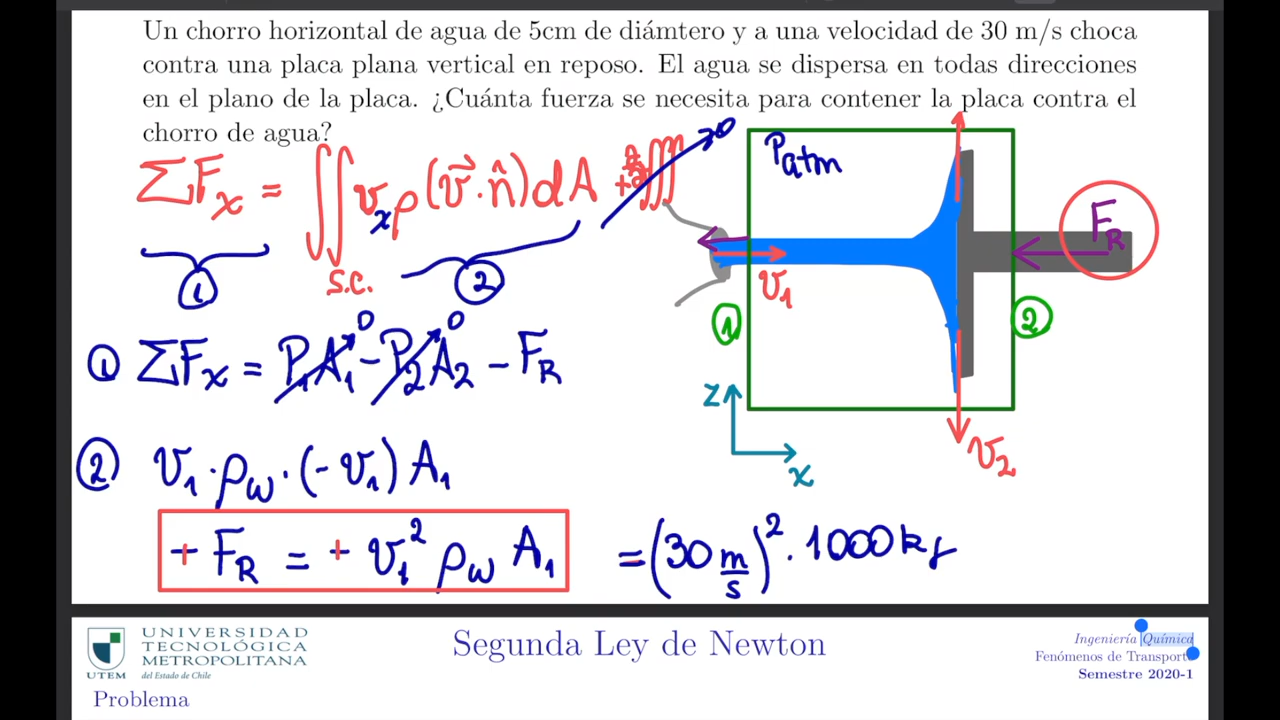 Un chorro horizontal de agua de 5cm de diámtero y a una velocidad de 30 m/s choca
contra una placa plana vertical en reposo. El agua se dispersa en todas direcciones
en el plano de la placa. ¿Cuánta fuerza se necesita para contener la placa contra el
chorro de agua?
ΣFx = ∬ vx ρ (v⃗·n̂) dA
s.c.
→0
Patm
① ②
FR
v1
① ②
① ΣFx = P1A1 →0 - P2A2 →0 - FR
z
x
v2
② v1 · ρw · (-v1) A1
+ FR = + v1² ρw A1 = (30 m/s)² · 1000 kg
UNIVERSIDAD
TECNOLÓGICA
METROPOLITANA
del Estado de Chile
UTEM
Segunda Ley de Newton
Ingeniería Química
Fenómenos de Transporte
Semestre 2020-1
Problema